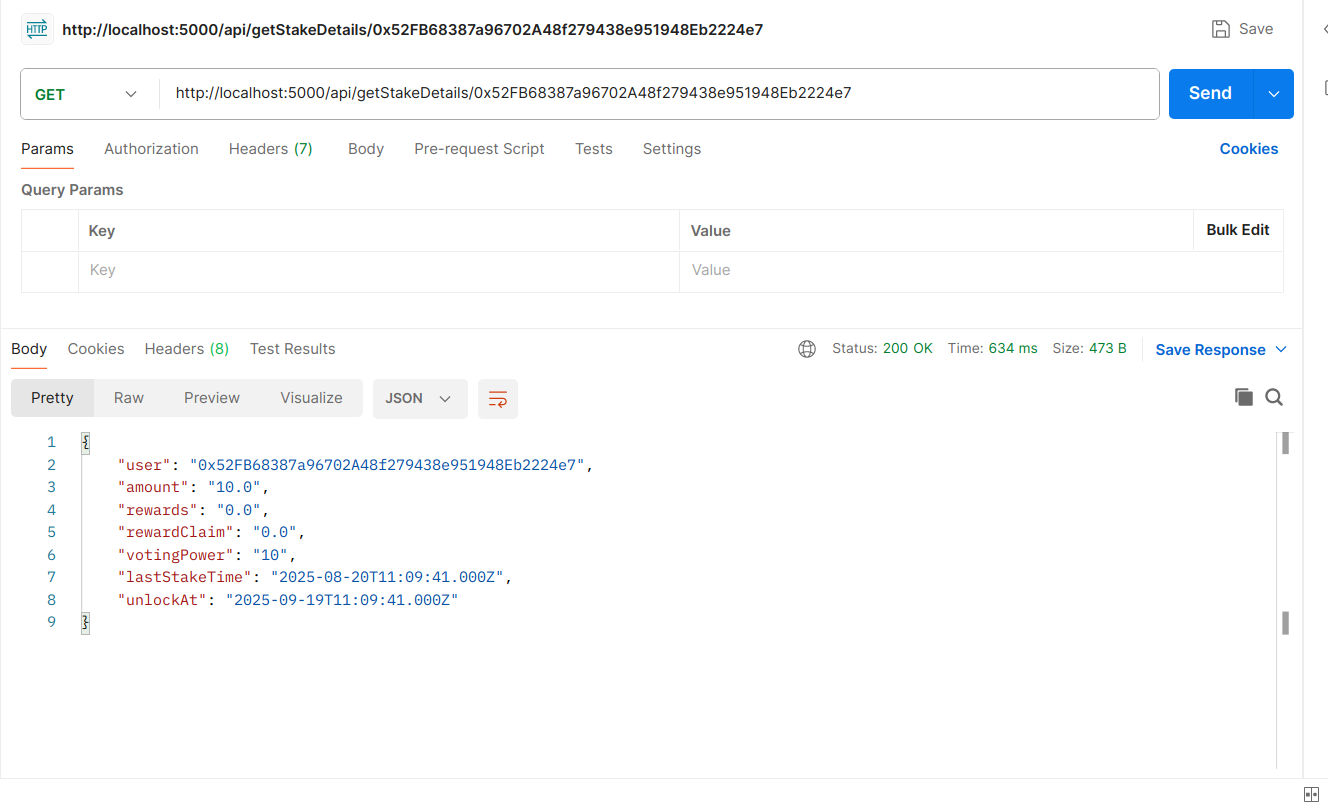 HTTP http://localhost:5000/api/getStakeDetails/0x52FB68387a96702A48f279438e951948Eb2224e7 Save
GET http://localhost:5000/api/getStakeDetails/0x52FB68387a96702A48f279438e951948Eb2224e7 Send
Params Authorization Headers (7) Body Pre-request Script Tests Settings Cookies
Query Params
Key Value Bulk Edit
Key Value
Body Cookies Headers (8) Test Results Status: 200 OK Time: 634 ms Size: 473 B Save Response
Pretty Raw Preview Visualize JSON
1 {
2 "user": "0x52FB68387a96702A48f279438e951948Eb2224e7",
3 "amount": "10.0",
4 "rewards": "0.0",
5 "rewardClaim": "0.0",
6 "votingPower": "10",
7 "lastStakeTime": "2025-08-20T11:09:41.000Z",
8 "unlockAt": "2025-09-19T11:09:41.000Z"
9 }